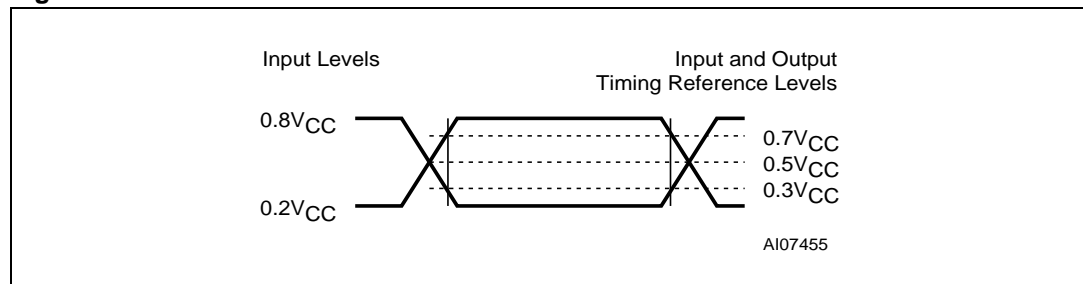 Input Levels
Input and Output
Timing Reference Levels
0.8VCC
0.7VCC
0.5VCC
0.3VCC
0.2VCC
AI07455